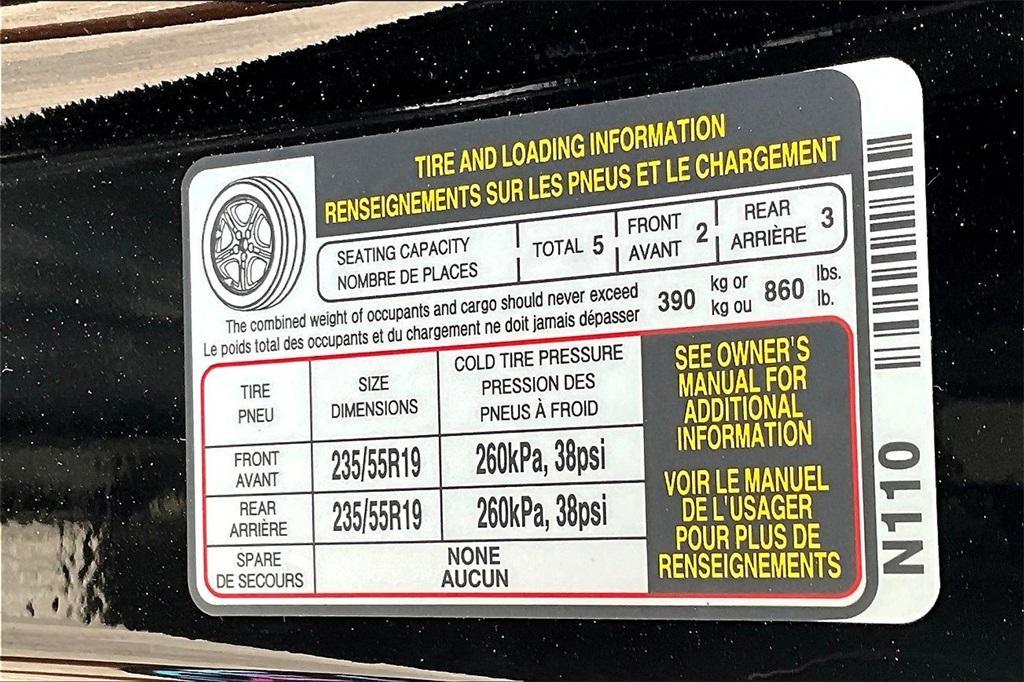 TIRE AND LOADING INFORMATION
RENSEIGNEMENTS SUR LES PNEUS ET LE CHARGEMENT
SEATING CAPACITY
NOMBRE DE PLACES
TOTAL 5
FRONT
AVANT
2
REAR
ARRIÈRE
3
The combined weight of occupants and cargo should never exceed
Le poids total des occupants et du chargement ne doit jamais dépasser
390
kg or
kg ou
860
lbs.
lb.
TIRE
PNEU
SIZE
DIMENSIONS
COLD TIRE PRESSURE
PRESSION DES
PNEUS À FROID
FRONT
AVANT
235/55R19
260kPa, 38psi
REAR
ARRIÈRE
235/55R19
260kPa, 38psi
SPARE
DE SECOURS
NONE
AUCUN
SEE OWNER'S
MANUAL FOR
ADDITIONAL
INFORMATION
VOIR LE MANUEL
DE L'USAGER
POUR PLUS DE
RENSEIGNEMENTS
N110